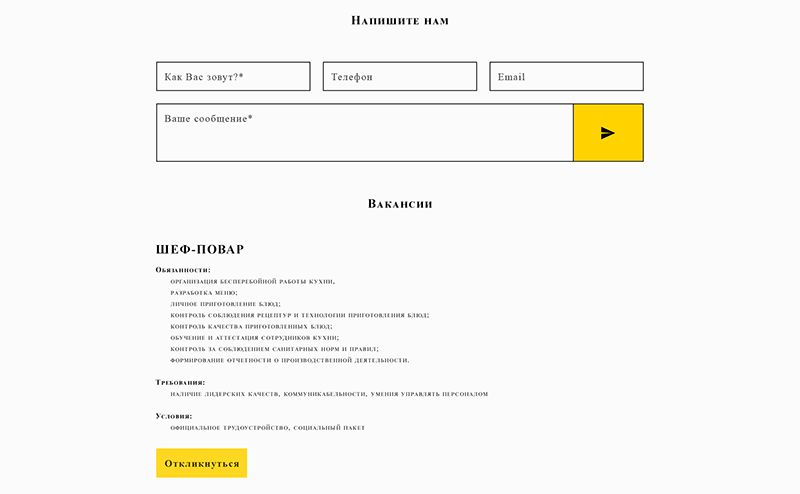 Напишите нам
Как Вас зовут?*
Телефон
Email
Ваше сообщение*
Вакансии
ШЕФ-ПОВАР
Обязанности:
организация бесперебойной работы кухни,
разработка меню;
личное приготовление блюд;
контроль соблюдения рецептур и технологии приготовления блюд;
контроль качества приготовленных блюд;
обучение и аттестация сотрудников кухни;
контроль за соблюдением санитарных норм и правил;
формирование отчетности о производственной деятельности.
Требования:
наличие лидерских качеств, коммуникабельности, умения управлять персоналом
Условия:
официальное трудоустройство, социальный пакет
Откликнуться